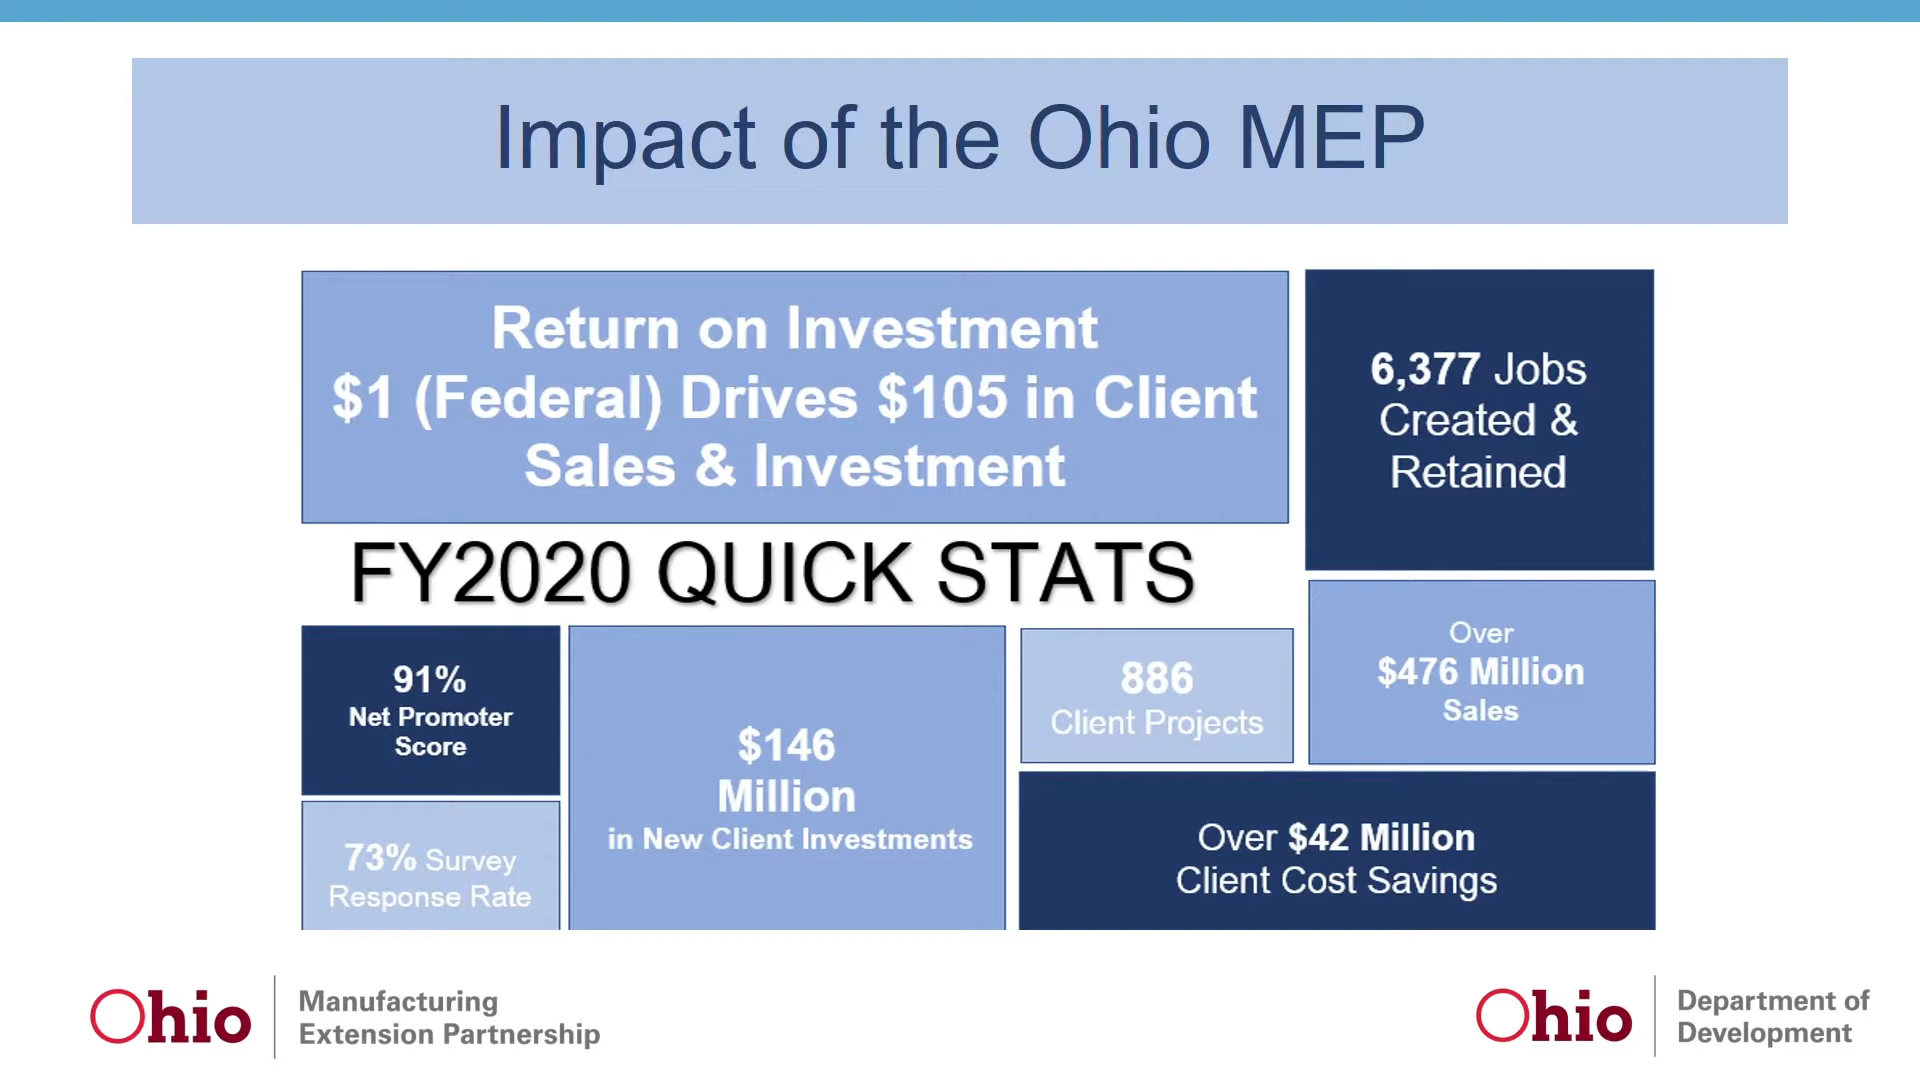 Impact of the Ohio MEP
Return on Investment
$1 (Federal) Drives $105 in Client
Sales & Investment
6,377 Jobs
Created &
Retained
FY2020 QUICK STATS
91%
Net Promoter
Score
73% Survey
Response Rate
$146
Million
in New Client Investments
886
Client Projects
Over
$476 Million
Sales
Over $42 Million
Client Cost Savings
Ohio
Manufacturing
Extension Partnership
Ohio
Department of
Development